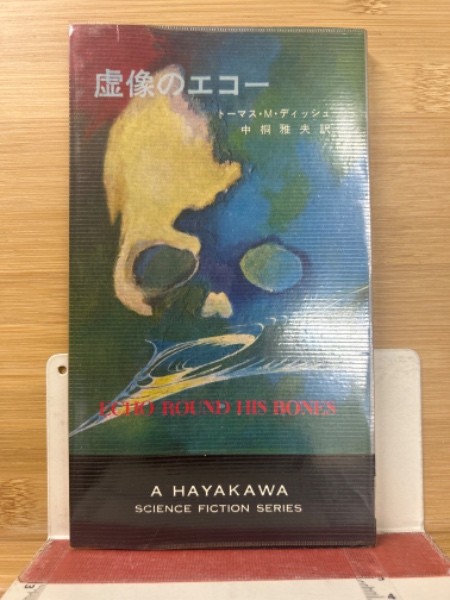 虚像のエコー
トーマス・M・ディッシュ
中桐雅夫訳
ECHO ROUND HIS BONES
A HAYAKAWA
SCIENCE FICTION SERIES